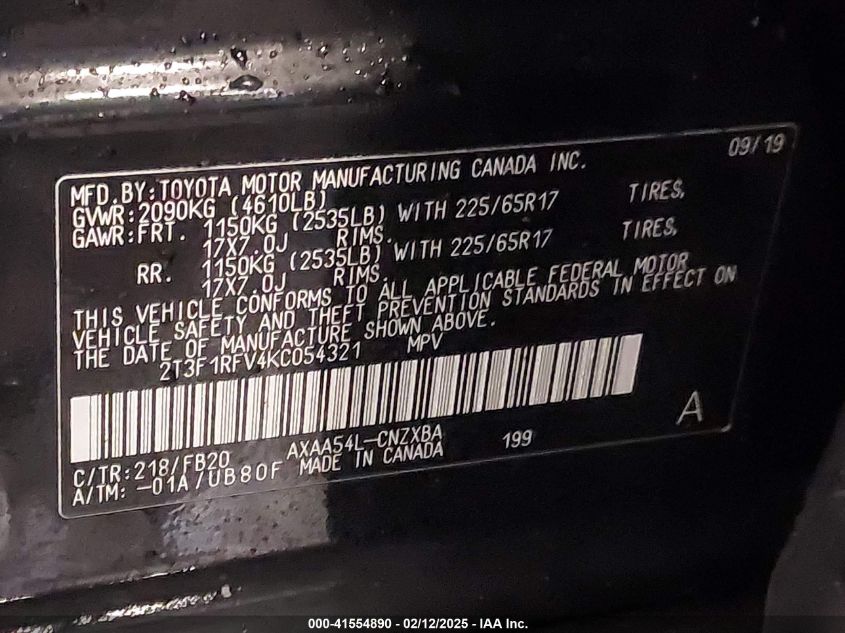 09/19
MFD.BY:TOYOTA MOTOR MANUFACTURING CANADA INC.
GVWR:2090KG (4610LB)
GAWR:FRT. 1150KG (2535LB) WITH 225/65R17 TIRES,
17X7.0J RIMS.
RR. 1150KG (2535LB) WITH 225/65R17 TIRES,
17X7.0J RIMS.
THIS VEHICLE CONFORMS TO ALL APPLICABLE FEDERAL MOTOR
VEHICLE SAFETY AND THEFT PREVENTION STANDARDS IN EFFECT ON
THE DATE OF MANUFACTURE SHOWN ABOVE.
2T3F1RFV4KC054321 MPV
A
C/TR:218/FB20 AXAA54L-CNZXBA 199
A/TM: -01A/UB80F MADE IN CANADA
000-41554890 - 02/12/2025 - IAA Inc.